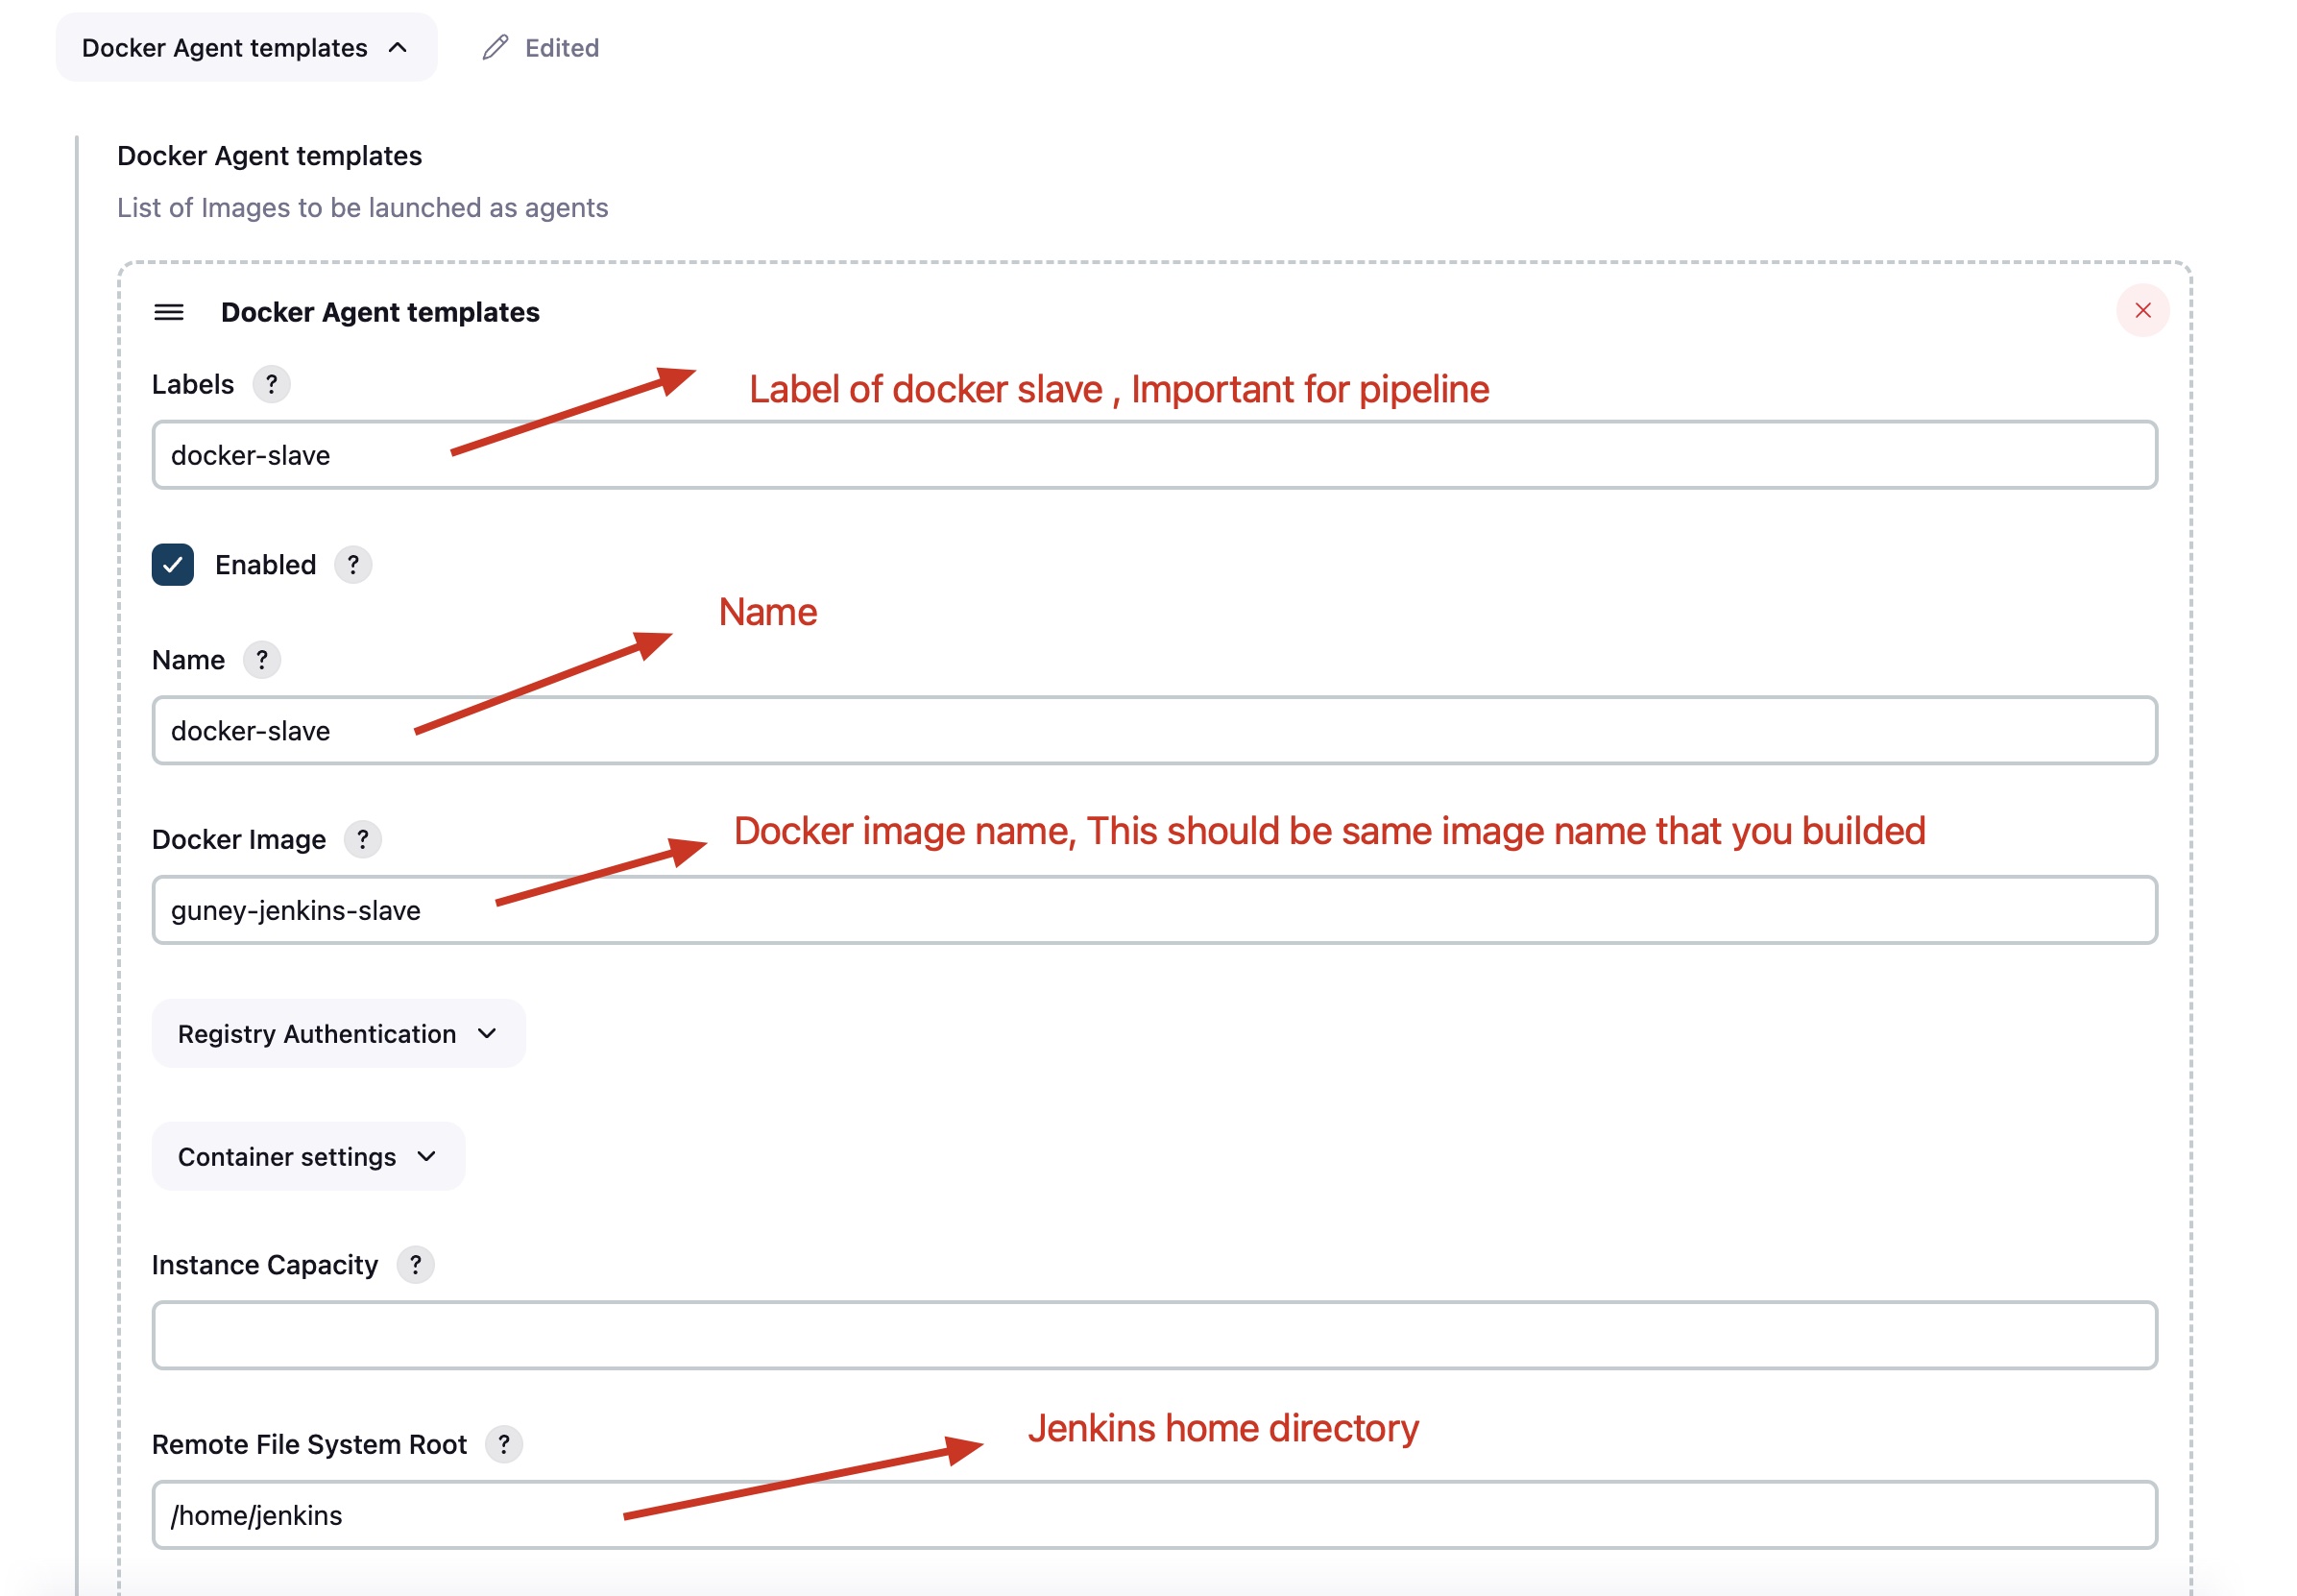 Docker Agent templates
Edited
Docker Agent templates
List of Images to be launched as agents
Docker Agent templates
Labels ?
Label of docker slave , Important for pipeline
docker-slave
Enabled ?
Name
Name ?
docker-slave
Docker image name, This should be same image name that you builded
Docker Image ?
guney-jenkins-slave
Registry Authentication
Container settings
Instance Capacity ?
Jenkins home directory
Remote File System Root ?
/home/jenkins